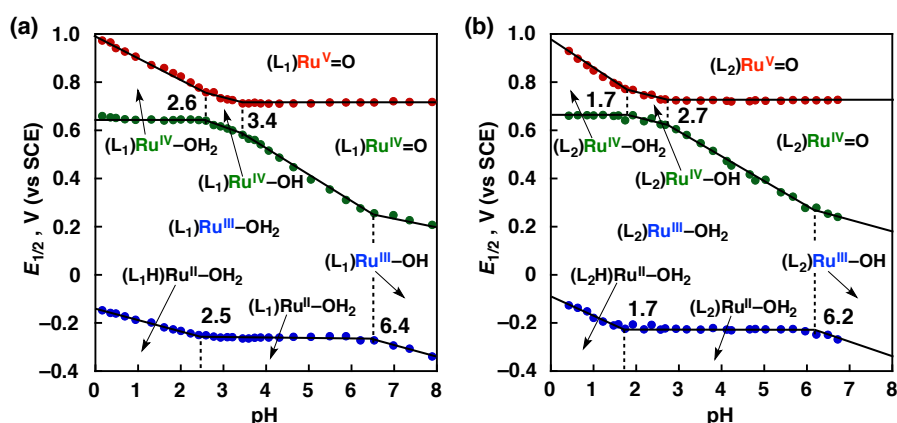 (a)
E1/2 , V (vs SCE)
1.0
0.8
0.6
0.4
0.2
0
−0.2
−0.4
(L1)RuV=O
2.6
3.4
(L1)RuIV−OH2
(L1)RuIV=O
(L1)RuIV−OH
(L1)RuIII−OH2
(L1H)RuII−OH2
(L1)RuIII−OH
2.5
(L1)RuII−OH2
6.4
0 1 2 3 4 5 6 7 8
pH
(b)
E1/2 , V (vs SCE)
1.0
0.8
0.6
0.4
0.2
0
−0.2
−0.4
(L2)RuV=O
1.7
2.7
(L2)RuIV−OH2
(L2)RuIV=O
(L2)RuIV−OH
(L2)RuIII−OH2
(L2H)RuII−OH2
(L2)RuIII−OH
1.7
(L2)RuII−OH2
6.2
0 1 2 3 4 5 6 7 8
pH